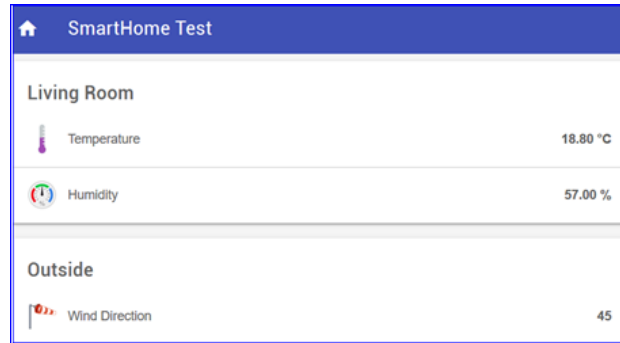 SmartHome Test
Living Room
Temperature 18.80 °C
Humidity 57.00 %
Outside
Wind Direction 45